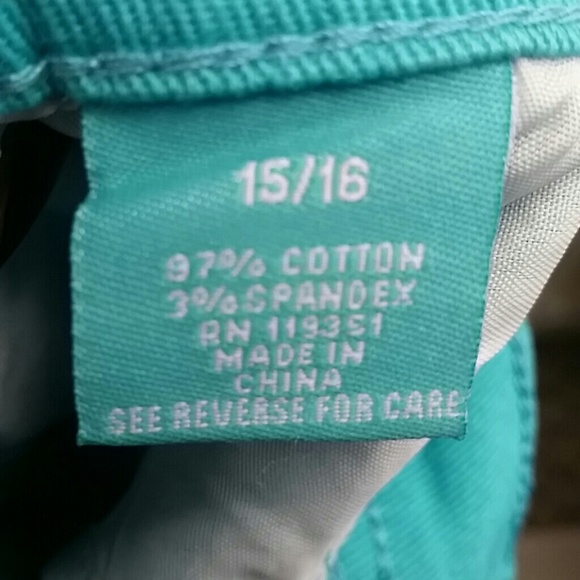 15/16
97% COTTON
3% SPANDEX
RN 119351
MADE IN
CHINA
SEE REVERSE FOR CARE